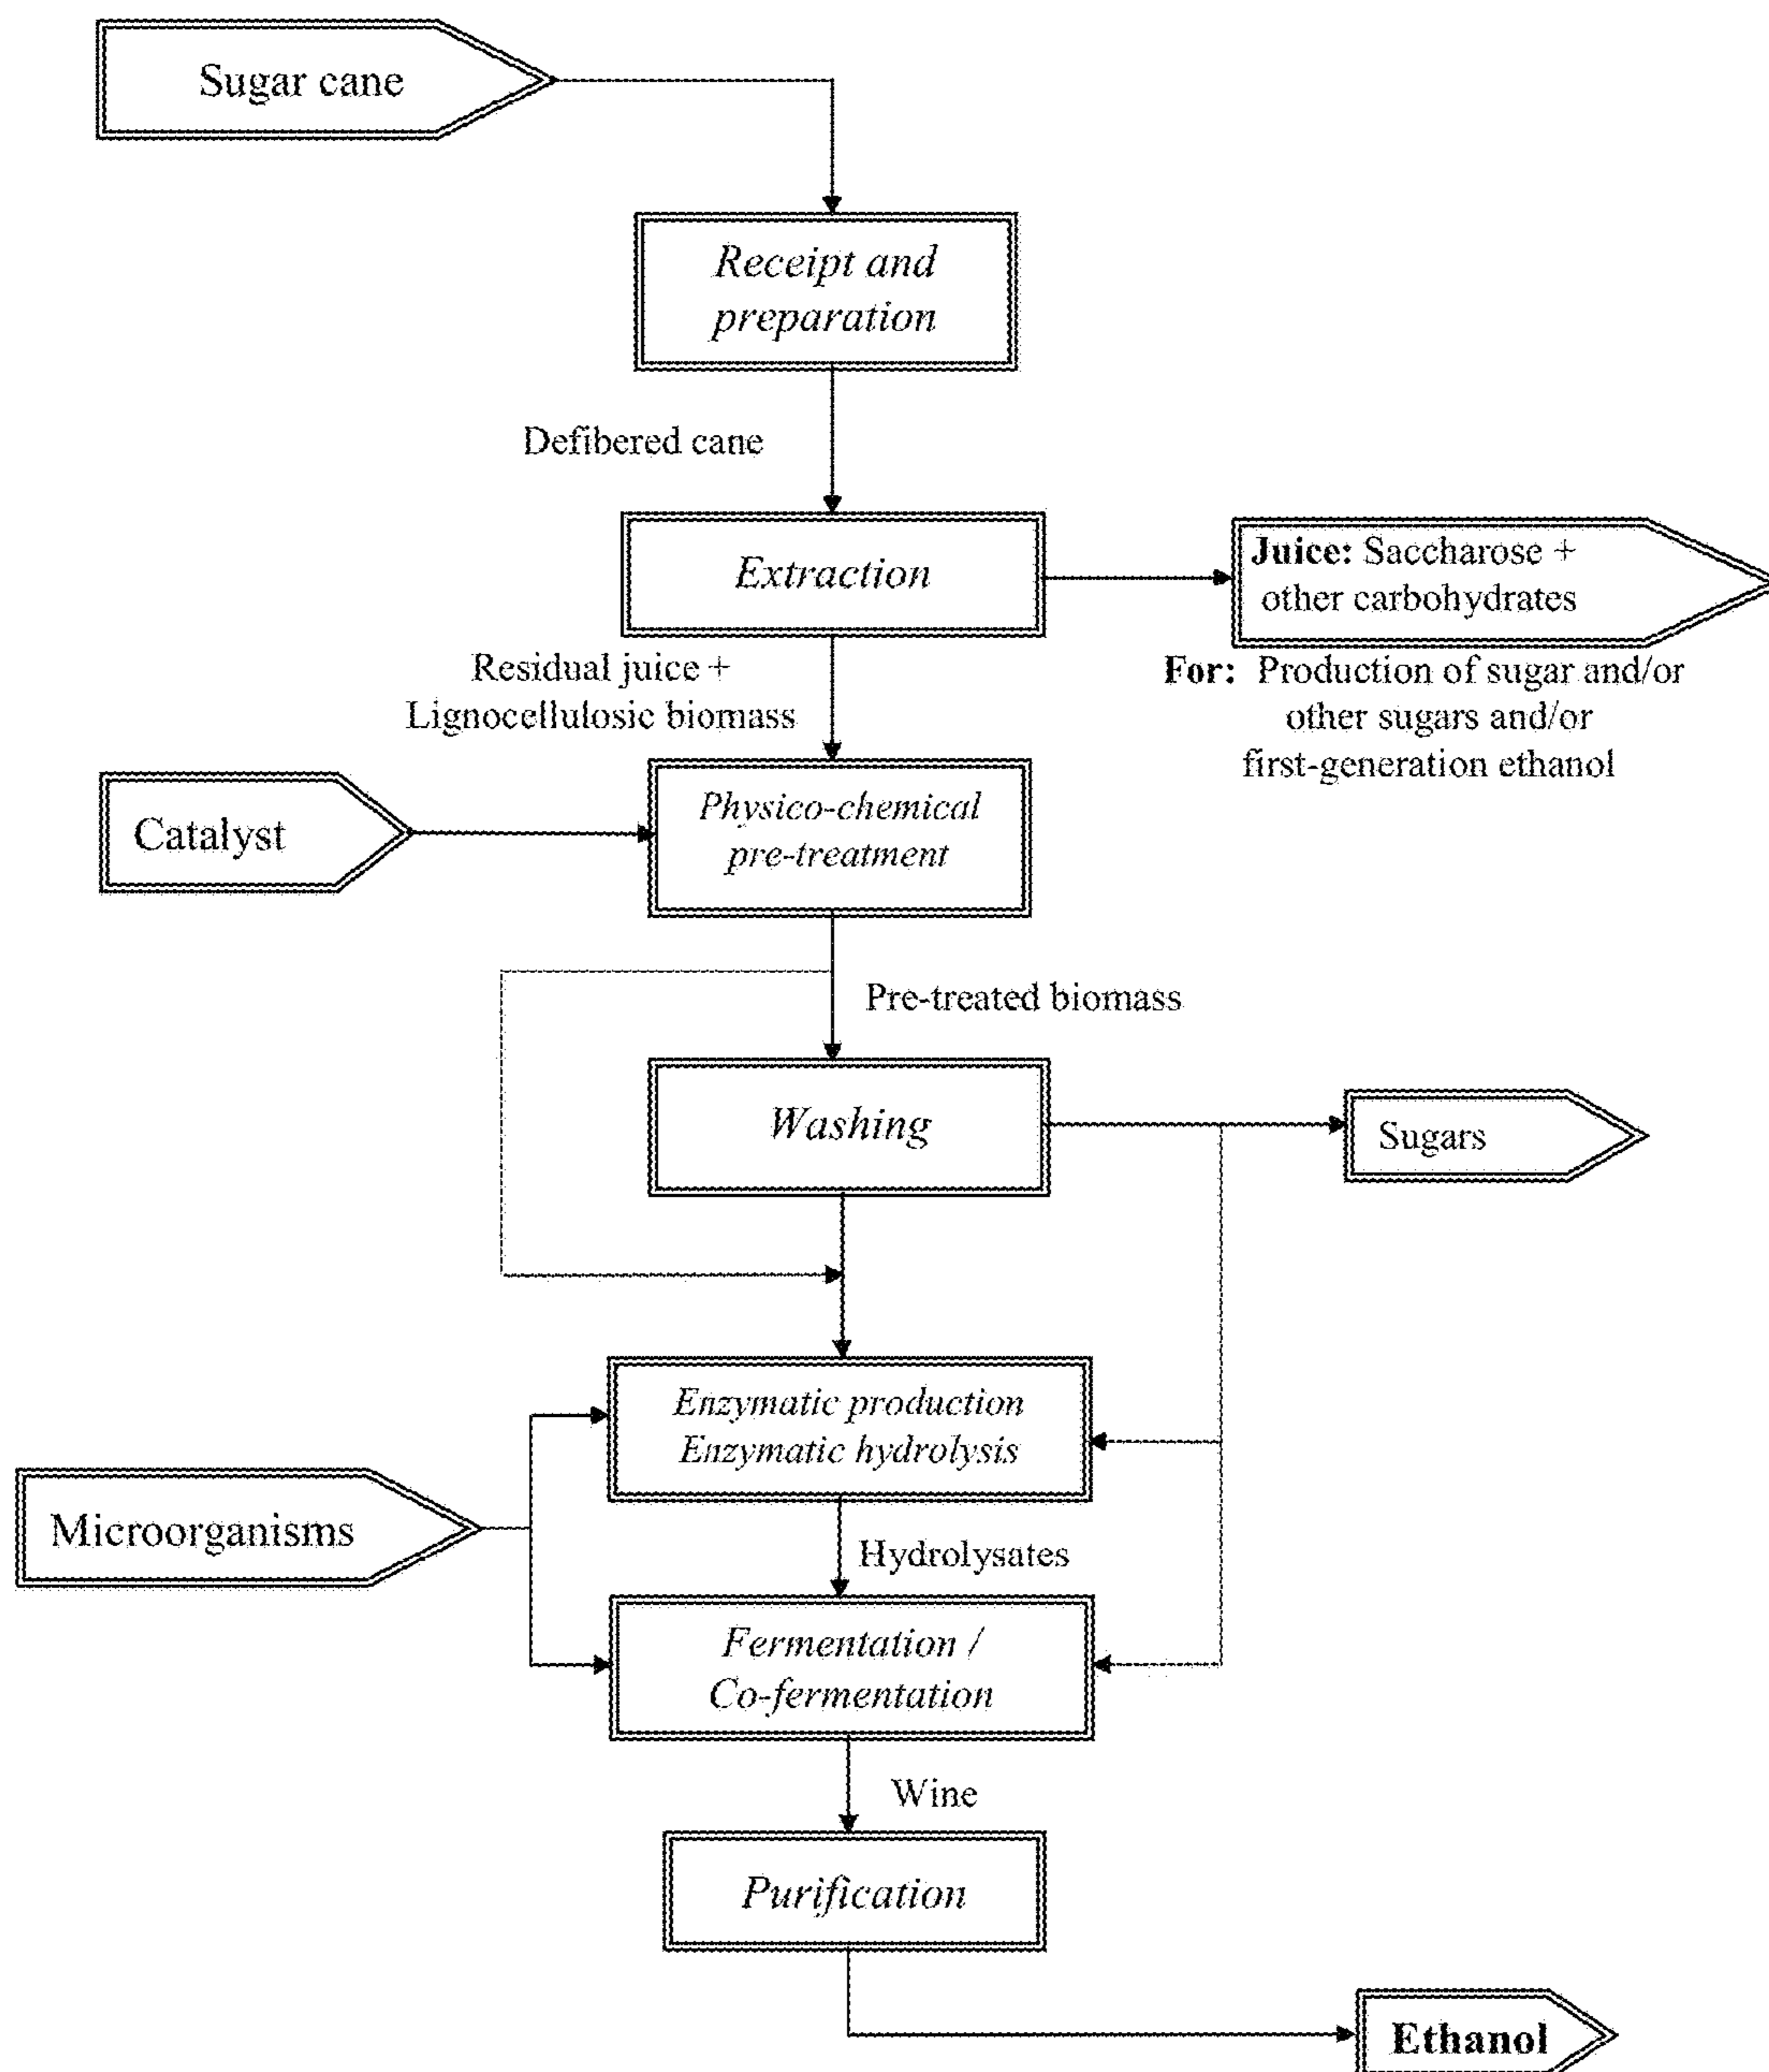 Sugar cane
Receipt and
preparation
Defibered cane
Extraction
Juice: Saccharose +
other carbohydrates
Residual juice +
Lignocellulosic biomass
For: Production of sugar and/or
other sugars and/or
first-generation ethanol
Catalyst
Physico-chemical
pre-treatment
Pre-treated biomass
Washing
Sugars
Enzymatic production
Enzymatic hydrolysis
Microorganisms
Hydrolysates
Fermentation /
Co-fermentation
Wine
Purification
Ethanol